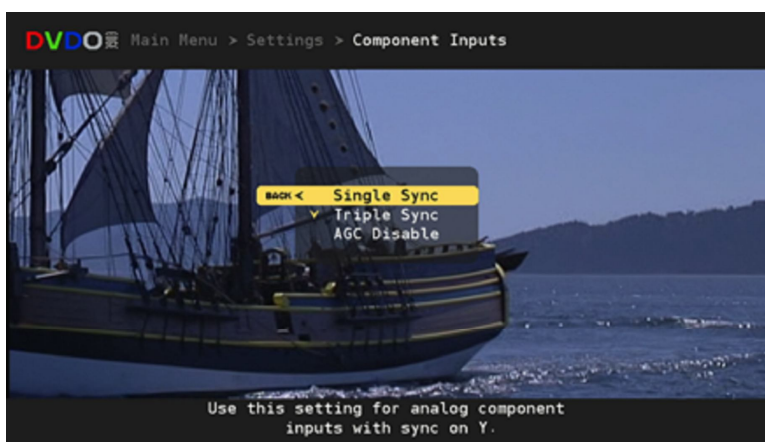 DVDO Main Menu > Settings > Component Inputs
BACK < Single Sync
Triple Sync
AGC Disable
Use this setting for analog component
inputs with sync on Y.